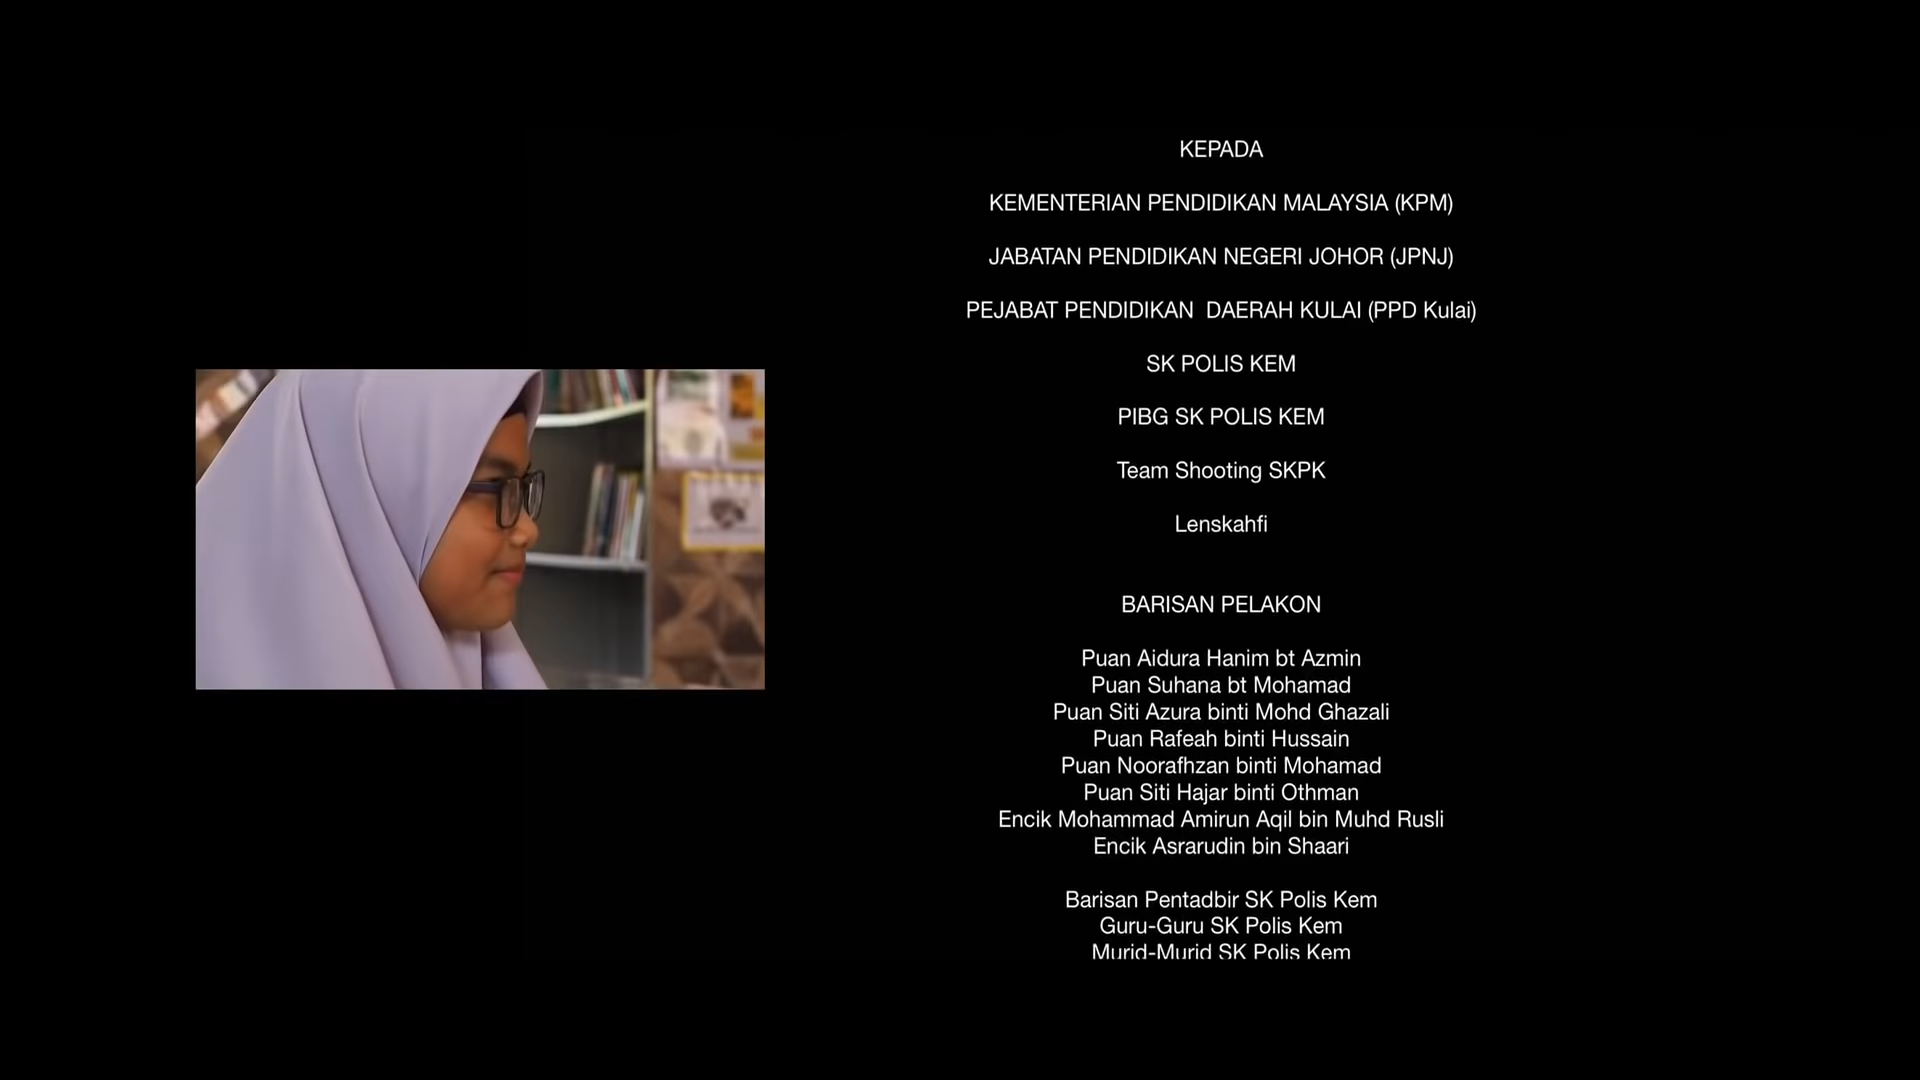 KEPADA
KEMENTERIAN PENDIDIKAN MALAYSIA (KPM)
JABATAN PENDIDIKAN NEGERI JOHOR (JPNJ)
PEJABAT PENDIDIKAN  DAERAH KULAI (PPD Kulai)
SK POLIS KEM
PIBG SK POLIS KEM
Team Shooting SKPK
Lenskahfi
BARISAN PELAKON
Puan Aidura Hanim bt Azmin
Puan Suhana bt Mohamad
Puan Siti Azura binti Mohd Ghazali
Puan Rafeah binti Hussain
Puan Noorafhzan binti Mohamad
Puan Siti Hajar binti Othman
Encik Mohammad Amirun Aqil bin Muhd Rusli
Encik Asrarudin bin Shaari
Barisan Pentadbir SK Polis Kem
Guru-Guru SK Polis Kem
Murid-Murid SK Polis Kem